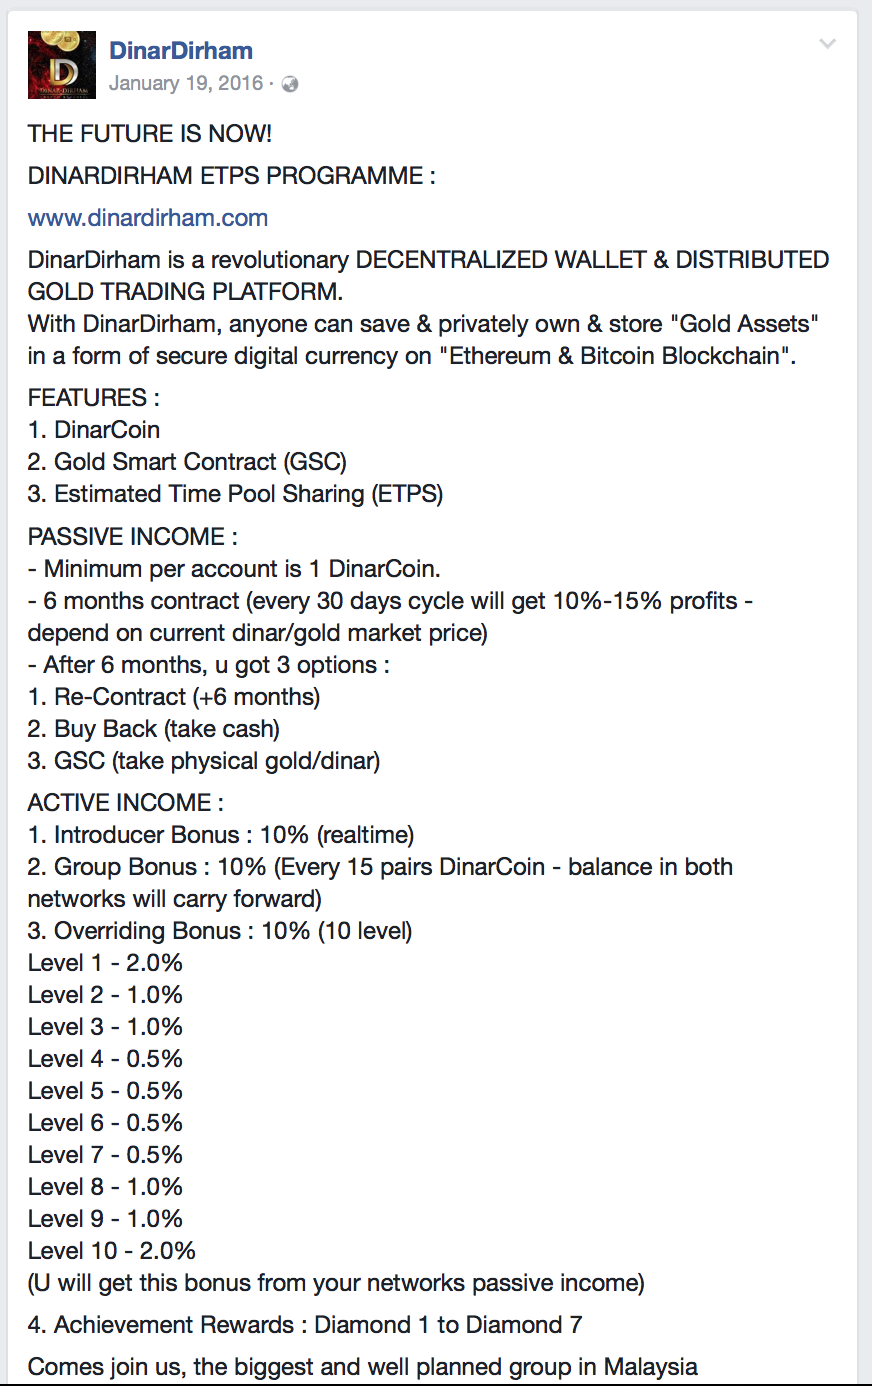 DINAR DIRHAM
DinarDirham
January 19, 2016 ·
THE FUTURE IS NOW!
DINARDIRHAM ETPS PROGRAMME :
www.dinardirham.com
DinarDirham is a revolutionary DECENTRALIZED WALLET & DISTRIBUTED
GOLD TRADING PLATFORM.
With DinarDirham, anyone can save & privately own & store "Gold Assets"
in a form of secure digital currency on "Ethereum & Bitcoin Blockchain".
FEATURES :
1. DinarCoin
2. Gold Smart Contract (GSC)
3. Estimated Time Pool Sharing (ETPS)
PASSIVE INCOME :
- Minimum per account is 1 DinarCoin.
- 6 months contract (every 30 days cycle will get 10%-15% profits -
depend on current dinar/gold market price)
- After 6 months, u got 3 options :
1. Re-Contract (+6 months)
2. Buy Back (take cash)
3. GSC (take physical gold/dinar)
ACTIVE INCOME :
1. Introducer Bonus : 10% (realtime)
2. Group Bonus : 10% (Every 15 pairs DinarCoin - balance in both
networks will carry forward)
3. Overriding Bonus : 10% (10 level)
Level 1 - 2.0%
Level 2 - 1.0%
Level 3 - 1.0%
Level 4 - 0.5%
Level 5 - 0.5%
Level 6 - 0.5%
Level 7 - 0.5%
Level 8 - 1.0%
Level 9 - 1.0%
Level 10 - 2.0%
(U will get this bonus from your networks passive income)
4. Achievement Rewards : Diamond 1 to Diamond 7
Comes join us, the biggest and well planned group in Malaysia